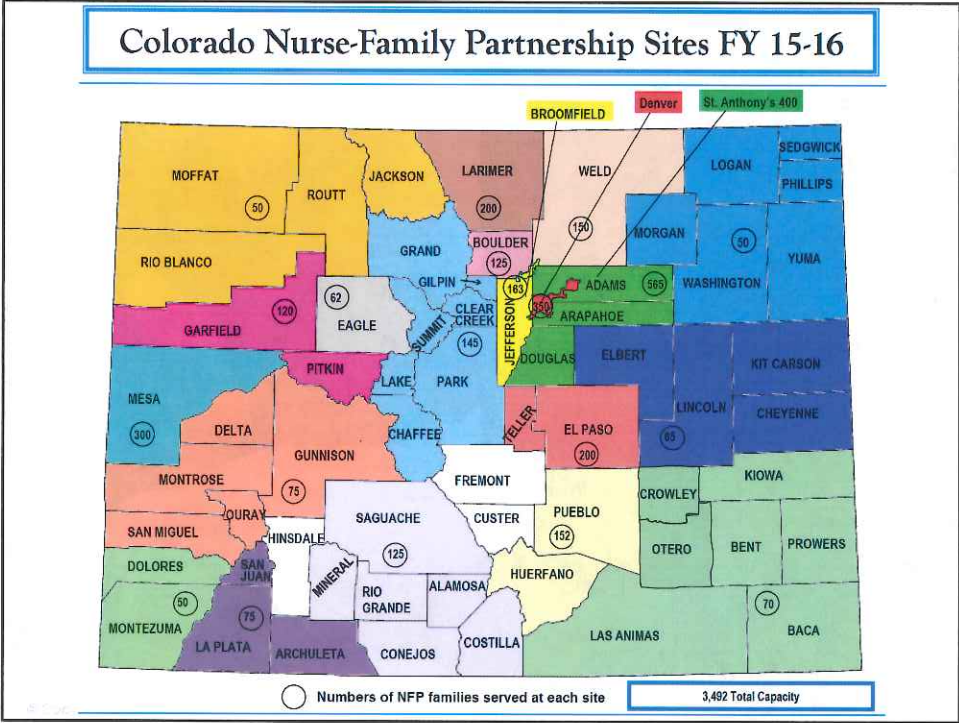 Colorado Nurse-Family Partnership Sites FY 15-16
BROOMFIELD
Denver
St. Anthony's 400
MOFFAT
50
ROUTT
JACKSON
LARIMER
200
WELD
150
LOGAN
SEDGWICK
PHILLIPS
RIO BLANCO
GRAND
BOULDER
125
MORGAN
50
WASHINGTON
YUMA
GARFIELD
120
62
EAGLE
GILPIN
SUMMIT
CLEAR
CREEK
145
163
JEFFERSON
350
ADAMS
565
ARAPAHOE
DOUGLAS
ELBERT
KIT CARSON
MESA
300
PITKIN
LAKE
PARK
DELTA
GUNNISON
75
CHAFFEE
TELLER
EL PASO
200
LINCOLN
CHEYENNE
MONTROSE
OURAY
SAN MIGUEL
HINSDALE
SAGUACHE
125
FREMONT
CUSTER
PUEBLO
152
CROWLEY
KIOWA
OTERO
BENT
PROWERS
DOLORES
50
MONTEZUMA
SAN
JUAN
75
LA PLATA
ARCHULETA
MINERAL
RIO
GRANDE
ALAMOSA
CONEJOS
COSTILLA
HUERFANO
LAS ANIMAS
70
BACA
Numbers of NFP families served at each site
3,492 Total Capacity